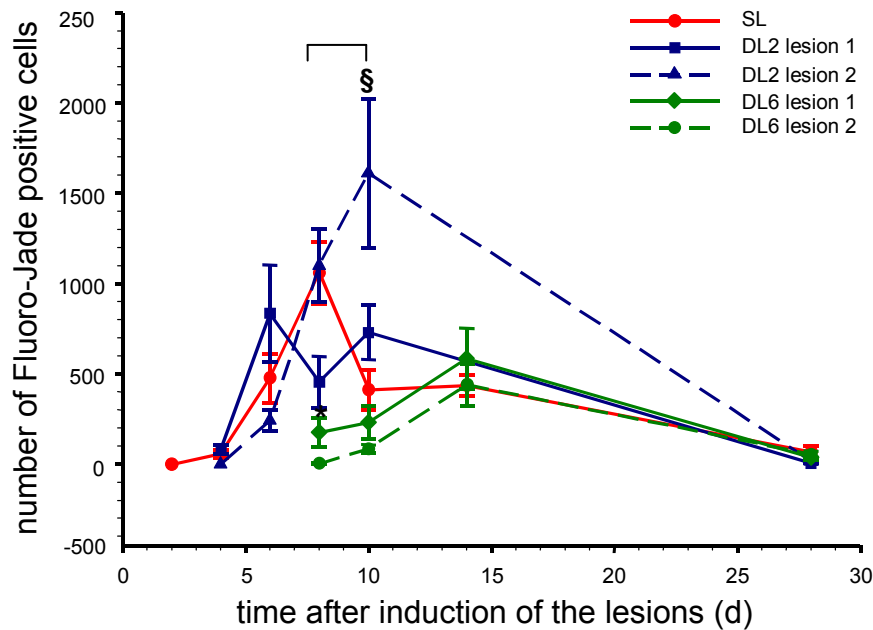 250
2000
1500
1000
500
0
-500
number of Fluoro-Jade positive cells
§
*
SL
DL2 lesion 1
DL2 lesion 2
DL6 lesion 1
DL6 lesion 2
0 5 10 15 20 25 30
time after induction of the lesions (d)